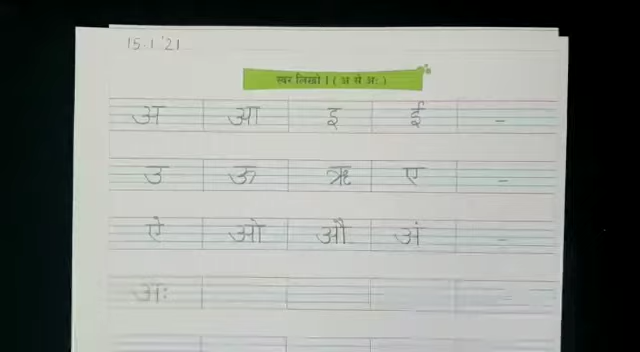 15.1.'21
स्वर लिखो । ( अ से अः )
अ आ इ ई -
उ ऊ ऋ ए -
ऐ ओ औ अं -
अः